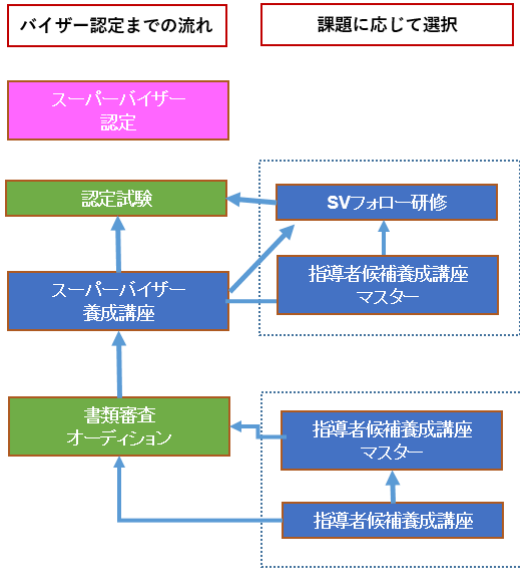 バイザー認定までの流れ
課題に応じて選択
スーパーバイザー
認定
認定試験
SVフォロー研修
スーパーバイザー
養成講座
指導者候補養成講座
マスター
書類審査
オーディション
指導者候補養成講座
マスター
指導者候補養成講座